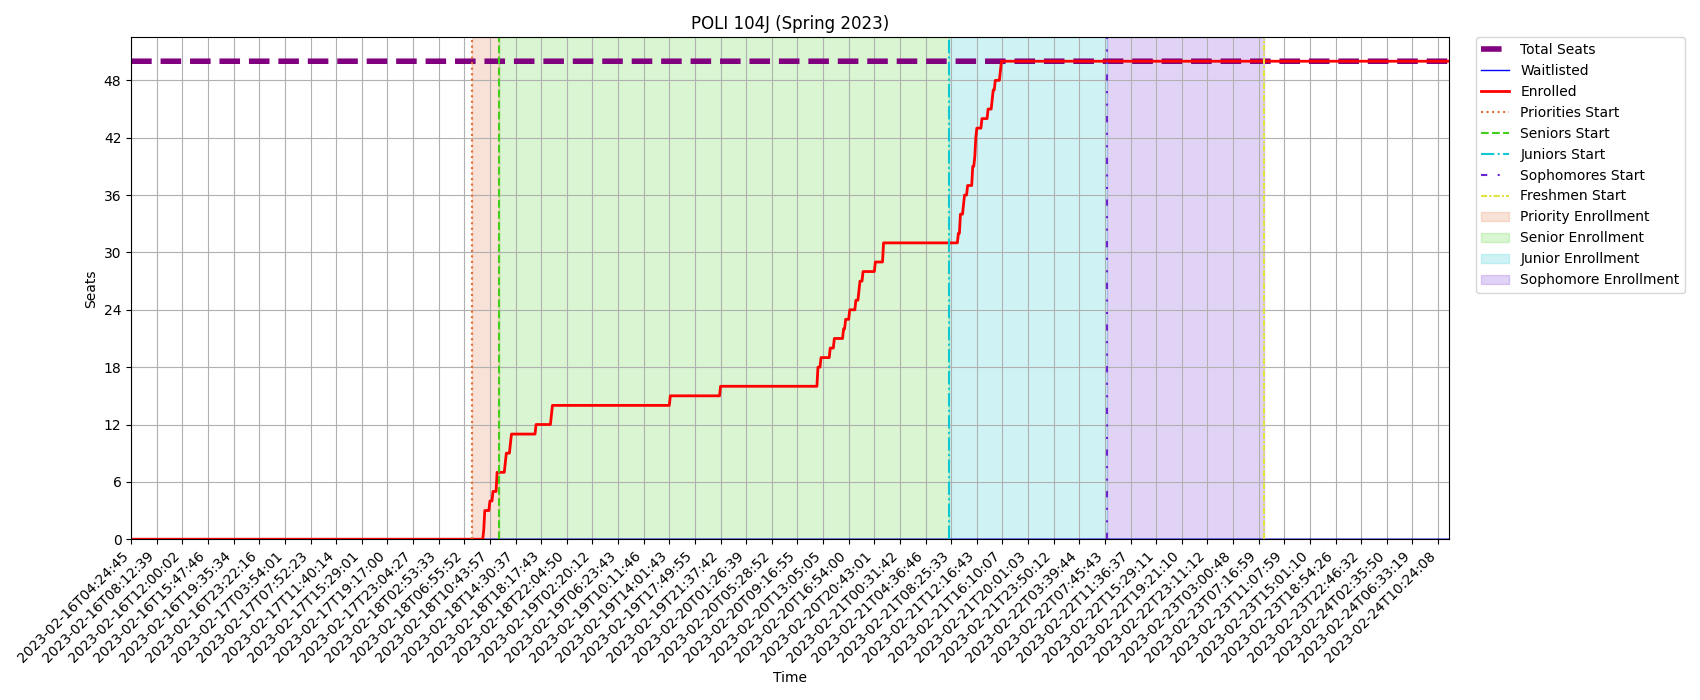 POLI 104J (Spring 2023)
Seats
48
42
36
30
24
18
12
6
0
Total Seats
Waitlisted
Enrolled
Priorities Start
Seniors Start
Juniors Start
Sophomores Start
Freshmen Start
Priority Enrollment
Senior Enrollment
Junior Enrollment
Sophomore Enrollment
2023-02-16T04:24:45
2023-02-16T08:12:39
2023-02-16T12:00:02
2023-02-16T15:47:46
2023-02-16T19:35:34
2023-02-16T23:22:16
2023-02-17T03:54:01
2023-02-17T07:52:23
2023-02-17T11:40:14
2023-02-17T15:29:01
2023-02-17T19:17:00
2023-02-17T23:04:27
2023-02-18T02:53:33
2023-02-18T06:55:52
2023-02-18T10:43:57
2023-02-18T14:30:37
2023-02-18T18:17:43
2023-02-18T22:04:50
2023-02-19T02:20:12
2023-02-19T06:23:43
2023-02-19T10:11:46
2023-02-19T14:01:43
2023-02-19T17:49:55
2023-02-19T21:37:42
2023-02-20T01:26:39
2023-02-20T05:28:52
2023-02-20T09:16:55
2023-02-20T13:05:05
2023-02-20T16:54:00
2023-02-20T20:43:01
2023-02-21T00:31:42
2023-02-21T04:36:46
2023-02-21T08:25:33
2023-02-21T12:16:43
2023-02-21T16:10:07
2023-02-21T20:01:03
2023-02-21T23:50:12
2023-02-22T03:39:44
2023-02-22T07:45:43
2023-02-22T11:36:37
2023-02-22T15:29:11
2023-02-22T19:21:10
2023-02-22T23:11:12
2023-02-23T03:00:48
2023-02-23T07:16:59
2023-02-23T11:07:59
2023-02-23T15:01:10
2023-02-23T18:54:26
2023-02-23T22:46:32
2023-02-24T02:35:50
2023-02-24T06:33:19
2023-02-24T10:24:08
Time